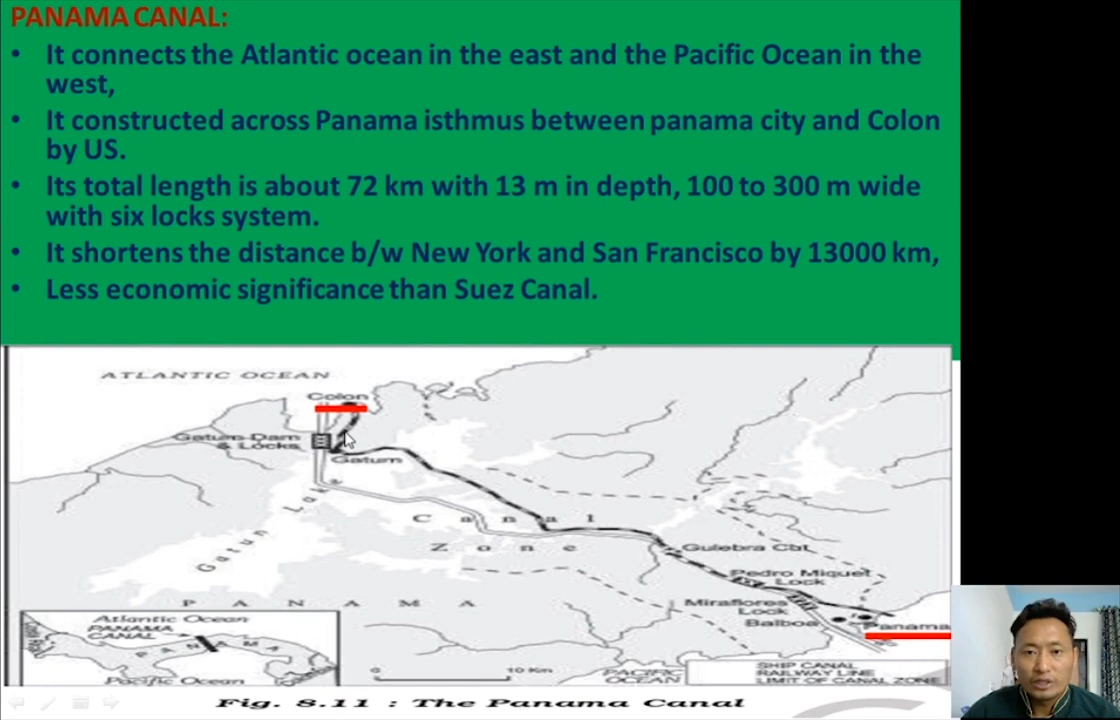 PANAMA CANAL:
• It connects the Atlantic ocean in the east and the Pacific Ocean in the
west,
• It constructed across Panama isthmus between panama city and Colon
by US.
• Its total length is about 72 km with 13 m in depth, 100 to 300 m wide
with six locks system.
• It shortens the distance b/w New York and San Francisco by 13000 km,
• Less economic significance than Suez Canal.
ATLANTIC OCEAN
Colon
Gatun Dam
& Locks
Gatum
Gatun Lake
Canal
Zone
Gulebra Cut
Pedro Miquel
Lock
PANAMA
Miraflores
Lock
Balboa
Panama
Atlantic Ocean
PANAMA
CANAL
PANAMA
Pacific Ocean
0 10 Km
PACIFIC
OCEAN
SHIP CANAL
RAILWAY LINE
LIMIT OF CANAL ZONE
Fig. 8.11 : The Panama Canal